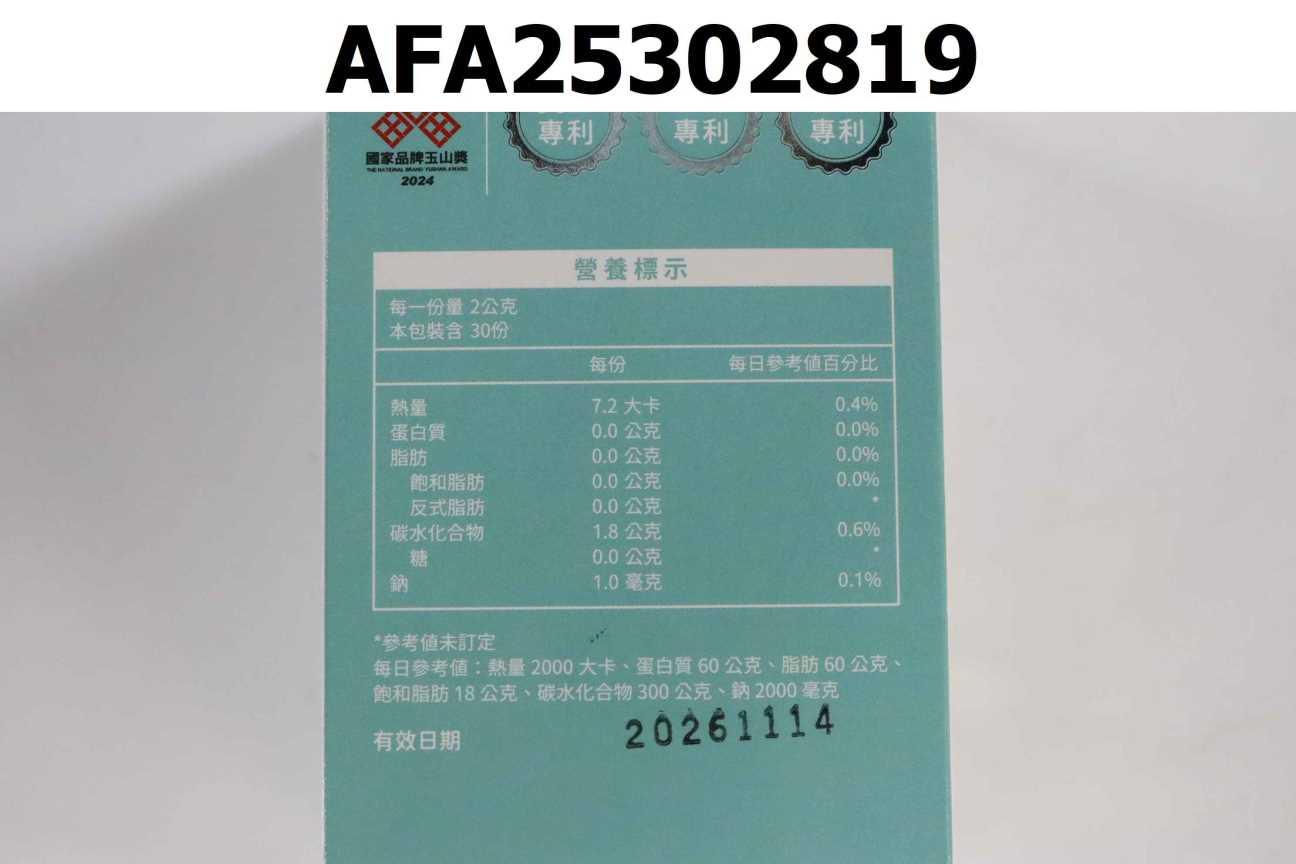 AFA25302819
專利
專利
專利
國家品牌玉山獎
THE NATIONAL BRAND YUSHAN AWARD
2024
營養標示
每一份量 2公克
本包裝含 30份
每份 每日參考值百分比
熱量 7.2 大卡 0.4%
蛋白質 0.0 公克 0.0%
脂肪 0.0 公克 0.0%
飽和脂肪 0.0 公克 0.0%
反式脂肪 0.0 公克 *
碳水化合物 1.8 公克 0.6%
糖 0.0 公克 *
鈉 1.0 毫克 0.1%
*參考值未訂定
每日參考值：熱量 2000 大卡、蛋白質 60 公克、脂肪 60 公克、
飽和脂肪 18 公克、碳水化合物 300 公克、鈉 2000 毫克
有效日期 20261114